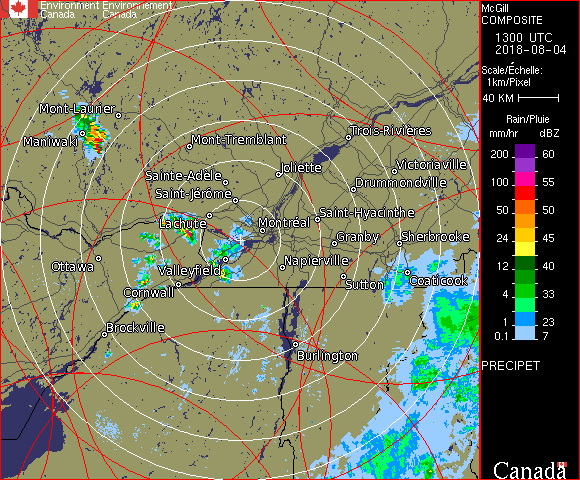 Environment Environnement
Canada Canada
McGill
COMPOSITE
1300 UTC
2018-08-04
Scale/Échelle:
1km/Pixel
40 KM
Rain/Pluie
mm/hr dBZ
200 60
100 55
50 50
24 45
12 40
4 33
1 23
0.1 7
PRECIPET
Canada
Mont-Laurier
Maniwaki
Mont-Tremblant
Trois-Rivières
Joliette
Victoriaville
Sainte-Adèle
Drummondville
Saint-Jérôme
Lachute
Saint-Hyacinthe
Montréal
Granby
Sherbrooke
Ottawa
Valleyfield
Napierville
Sutton
Coaticook
Cornwall
Brockville
Burlington